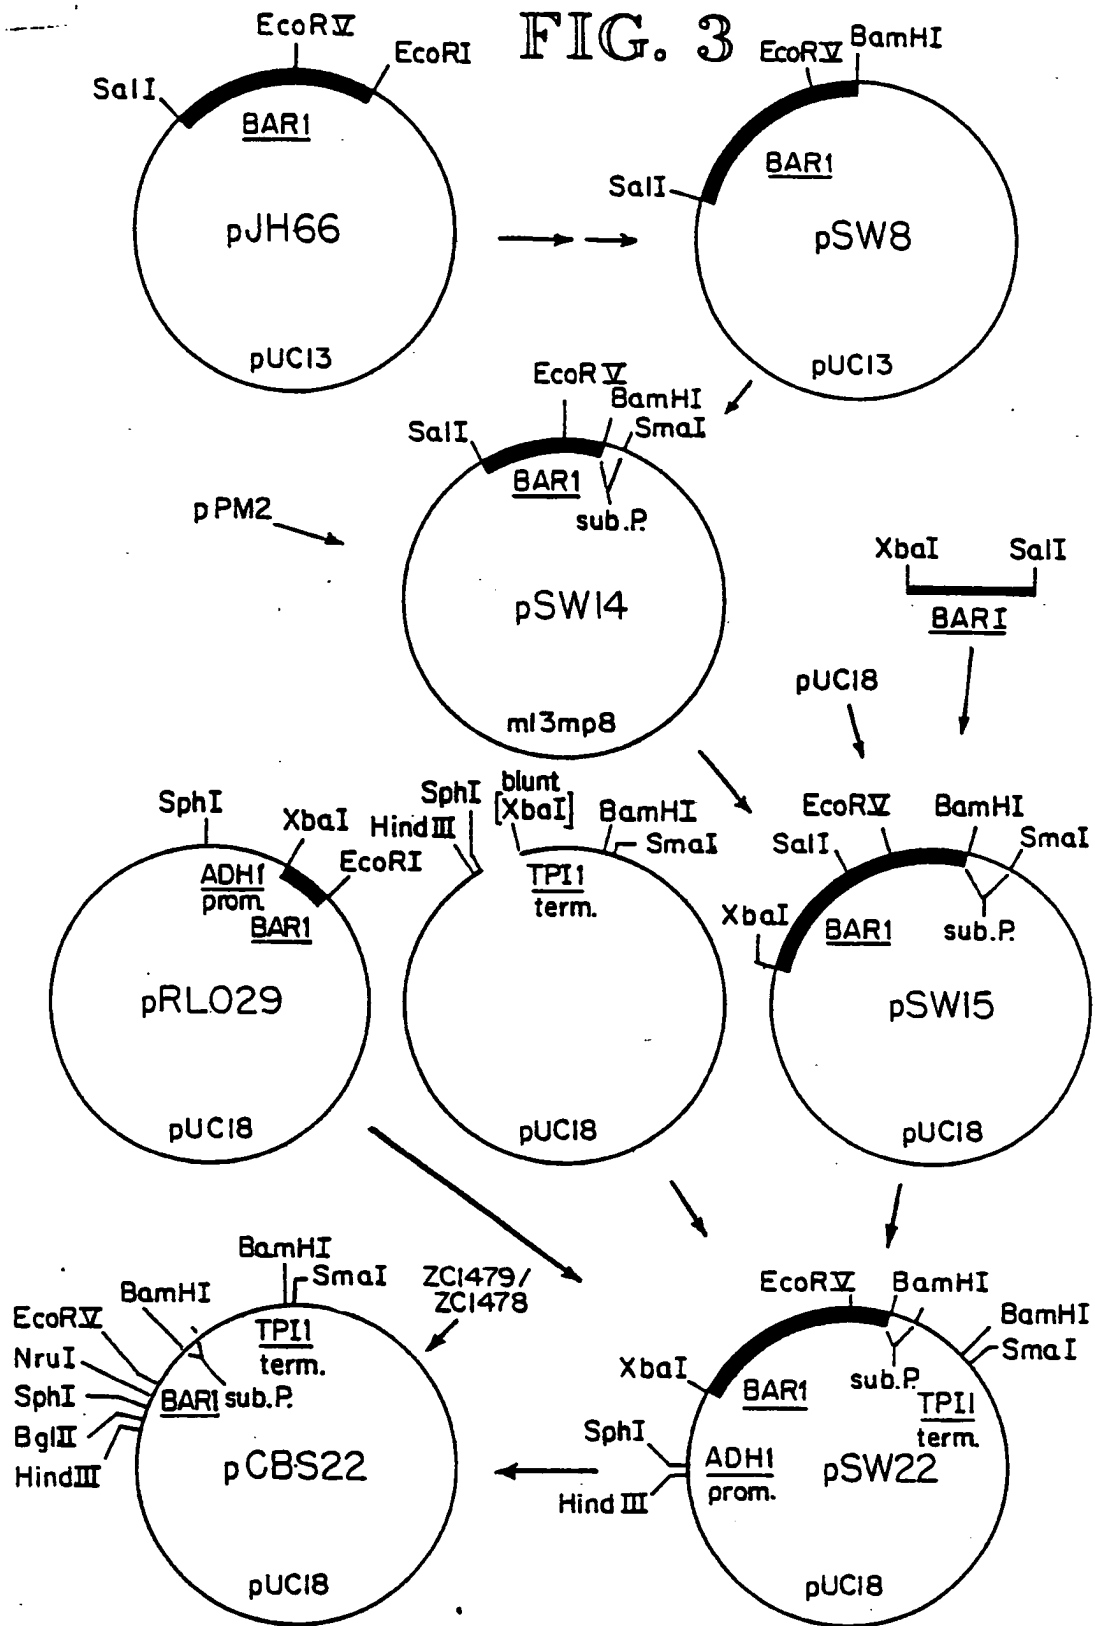 FIG. 3
EcoRV
EcoRI
SalI
BAR1
pJH66
pUC13
EcoRV
BamHI
BAR1
SalI
pSW8
pUC13
EcoRV
BamHI
SmaI
SalI
BAR1
sub.P.
pPM2
pSW14
m13mp8
XbaI
SalI
BARI
pUC18
SphI
XbaI
EcoRI
ADH1
prom.
BAR1
pRL029
pUC18
SphI
HindIII
blunt
[XbaI]
BamHI
SmaI
TPI1
term.
pUC18
EcoRV
BamHI
SalI
SmaI
XbaI
BAR1
sub.P.
pSW15
pUC18
BamHI
SmaI
ZC1479/
ZC1478
BamHI
EcoRV
NruI
SphI
BglII
HindIII
TPI1
term.
BAR1
sub.P.
pCBS22
pUC18
EcoRV
BamHI
BamHI
SmaI
XbaI
BAR1
sub.P.
TPI1
term.
SphI
HindIII
ADH1
prom.
pSW22
pUC18